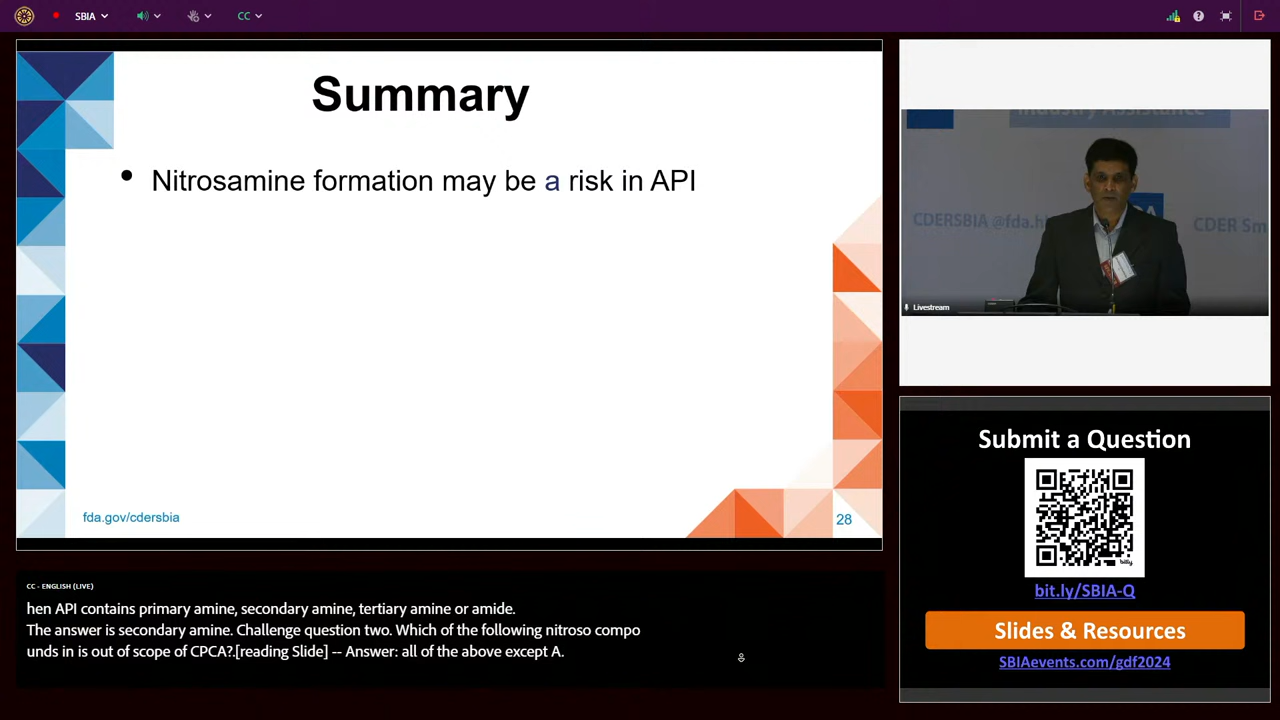 SBIA
CC
Summary
• Nitrosamine formation may be a risk in API
fda.gov/cdersbia
28
Industry Assistance
CDERSBIA @fda.h
CDER Sm
Livestream
Submit a Question
bitly
bit.ly/SBIA-Q
Slides & Resources
SBIAevents.com/gdf2024
CC - ENGLISH (LIVE)
hen API contains primary amine, secondary amine, tertiary amine or amide.
The answer is secondary amine. Challenge question two. Which of the following nitroso compo
unds in is out of scope of CPCA?.[reading Slide] -- Answer: all of the above except A.